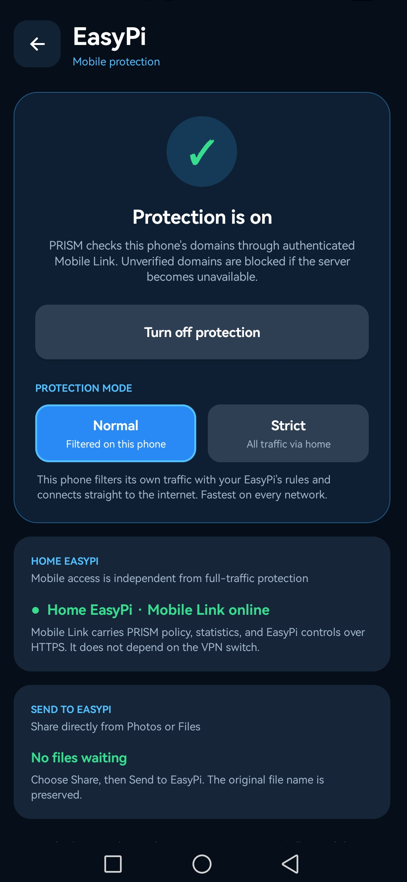 EasyPi
Mobile protection
Protection is on
PRISM checks this phone's domains through authenticated
Mobile Link. Unverified domains are blocked if the server
becomes unavailable.
Turn off protection
PROTECTION MODE
Normal
Filtered on this phone
Strict
All traffic via home
This phone filters its own traffic with your EasyPi's rules and
connects straight to the internet. Fastest on every network.
HOME EASYPI
Mobile access is independent from full-traffic protection
Home EasyPi · Mobile Link online
Mobile Link carries PRISM policy, statistics, and EasyPi controls over
HTTPS. It does not depend on the VPN switch.
SEND TO EASYPI
Share directly from Photos or Files
No files waiting
Choose Share, then Send to EasyPi. The original file name is
preserved.